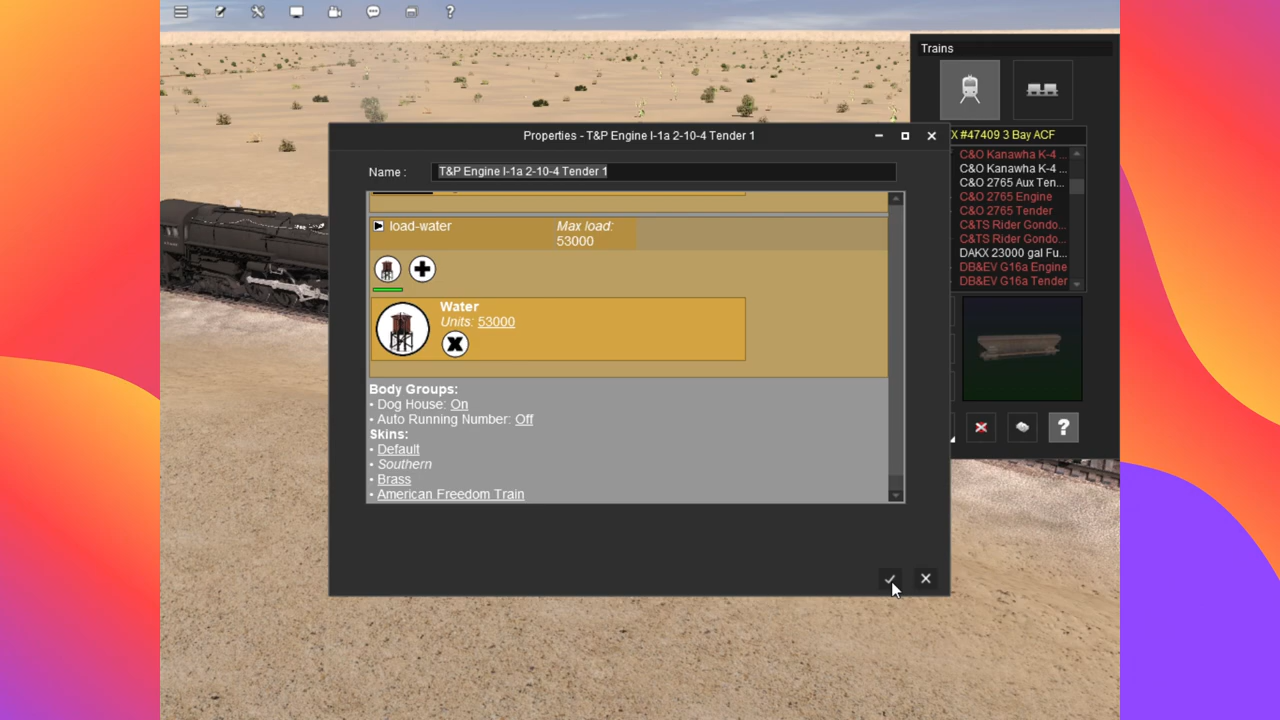 Trains
Properties - T&P Engine I-1a 2-10-4 Tender 1
X #47409 3 Bay ACF
C&O Kanawha K-4 ...
C&O Kanawha K-4 ...
C&O 2765 Aux Ten...
C&O 2765 Engine
C&O 2765 Tender
C&TS Rider Gondo...
C&TS Rider Gondo...
DAKX 23000 gal Fu...
DB&EV G16a Engine
DB&EV G16a Tender
Name :
T&P Engine I-1a 2-10-4 Tender 1
load-water
Max load:
53000
Water
Units: 53000
Body Groups:
• Dog House: On
• Auto Running Number: Off
Skins:
• Default
• Southern
• Brass
• American Freedom Train